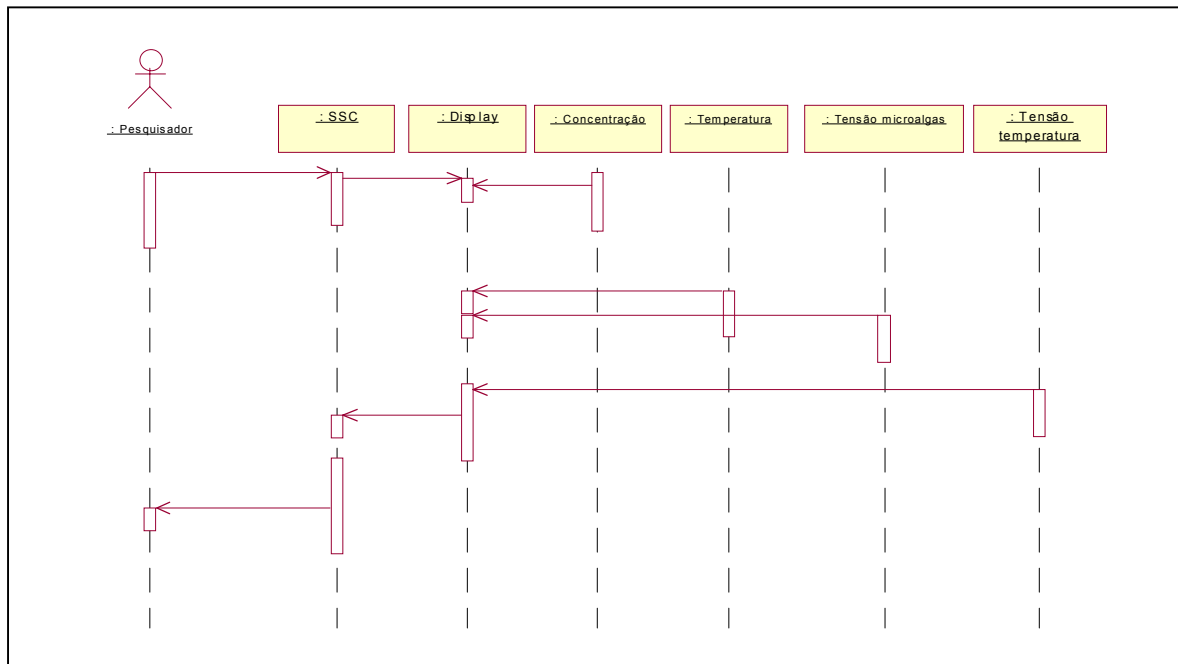 : Pesquisador
: SSC
: Display
: Concentração
: Temperatura
: Tensão microalgas
: Tensão
temperatura